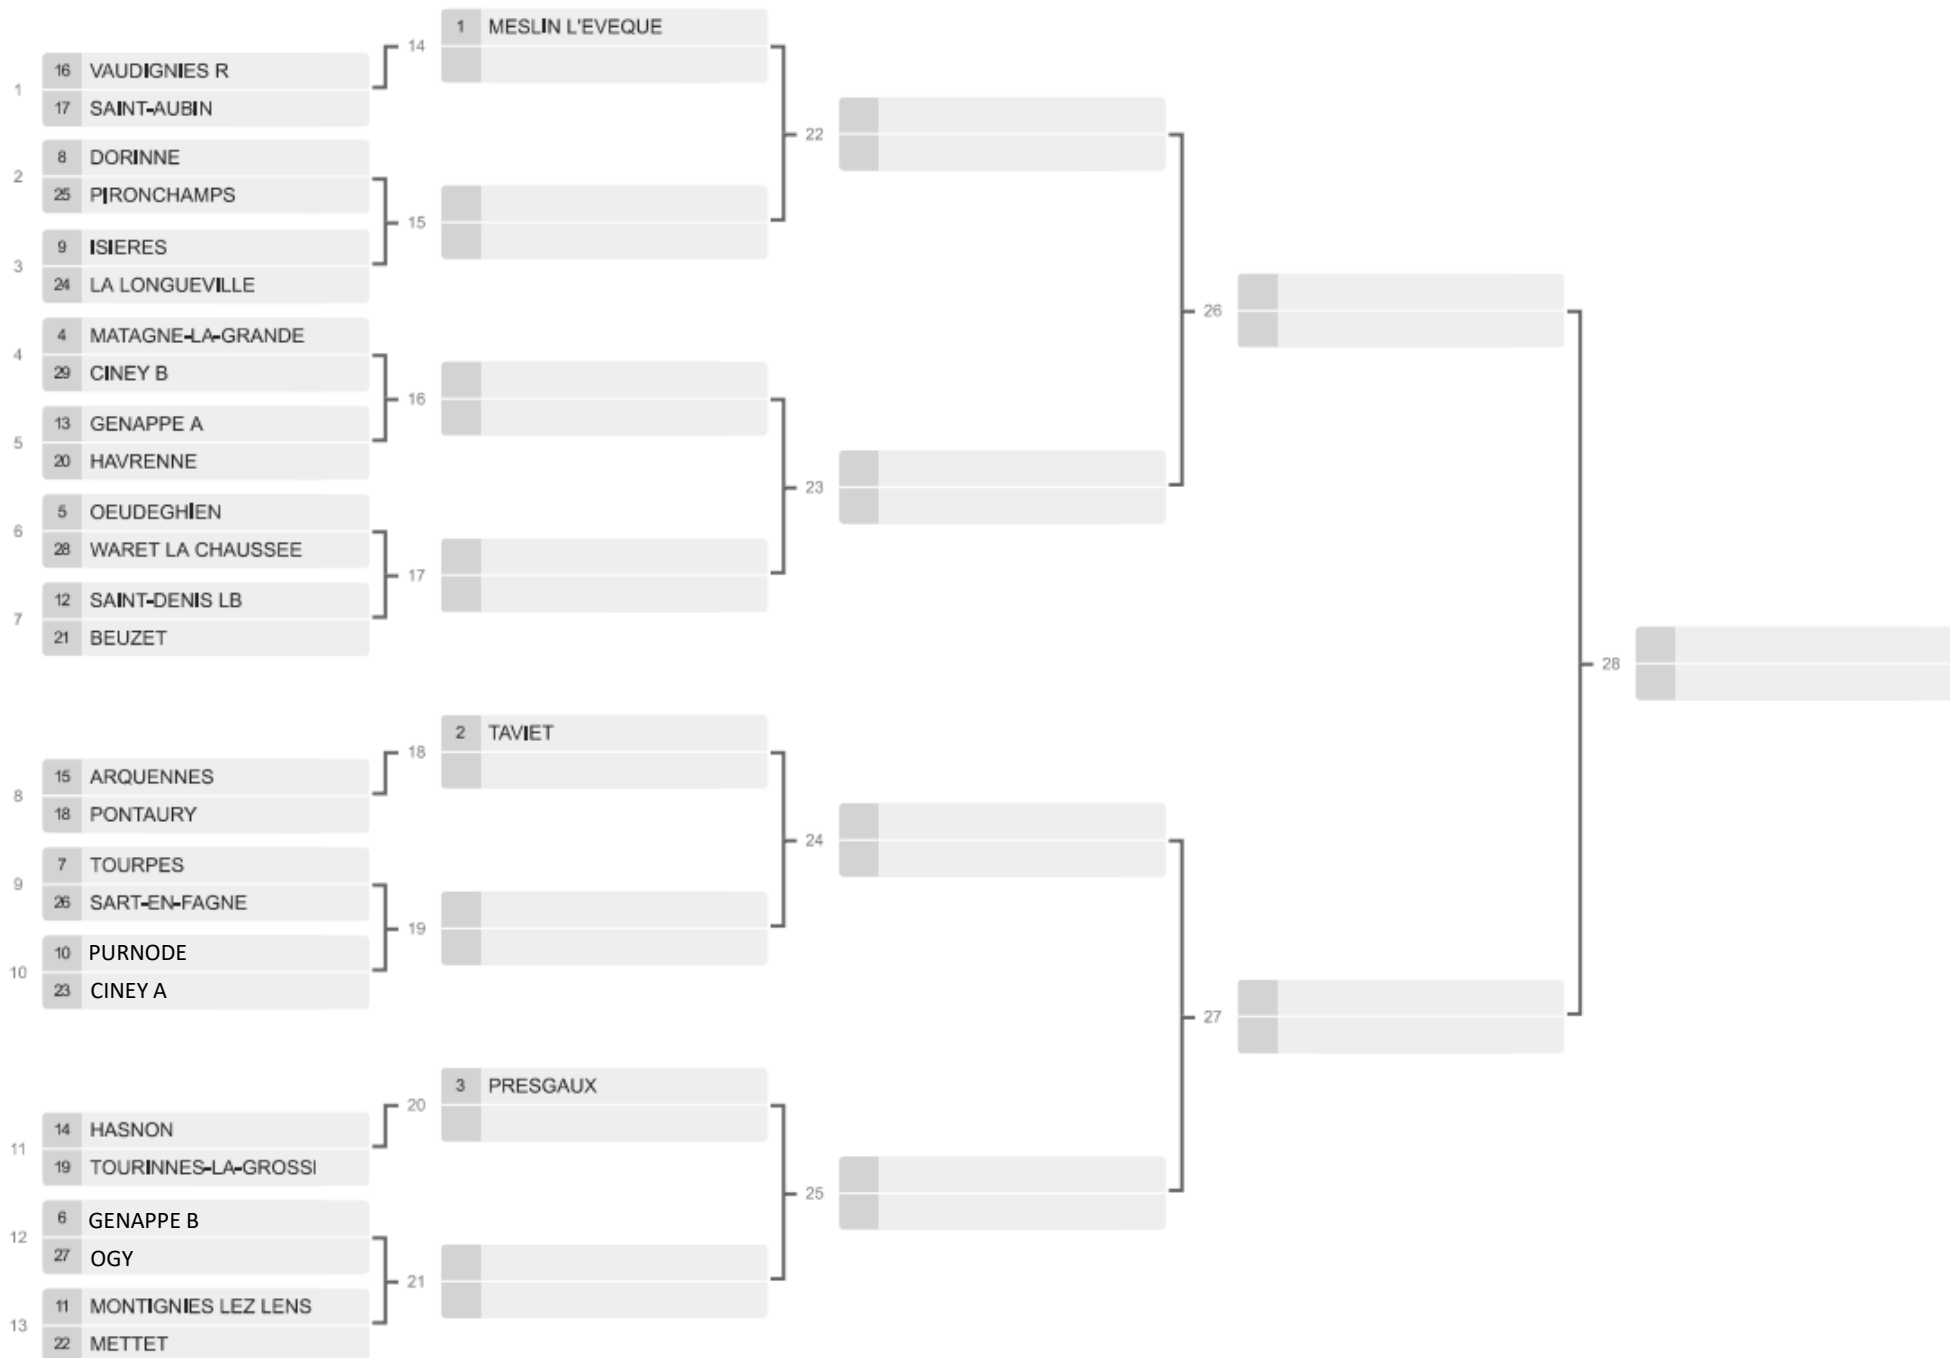 1 MESLIN L'EVEQUE
14
16 VAUDIGNIES R
1
17 SAINT-AUBIN
22
8 DORINNE
2
25 PIRONCHAMPS
15
9 ISIERES
3
24 LA LONGUEVILLE
26
4 MATAGNE-LA-GRANDE
4
29 CINEY B
16
13 GENAPPE A
5
20 HAVRENNE
23
5 OEUDEGHIEN
6
28 WARET LA CHAUSSEE
17
12 SAINT-DENIS LB
7
21 BEUZET
28
2 TAVIET
18
15 ARQUENNES
8
18 PONTAURY
24
7 TOURPES
9
26 SART-EN-FAGNE
19
10 PURNODE
10
23 CINEY A
27
3 PRESGAUX
20
14 HASNON
11
19 TOURINNES-LA-GROSSI
25
6 GENAPPE B
12
27 OGY
21
11 MONTIGNIES LEZ LENS
13
22 METTET